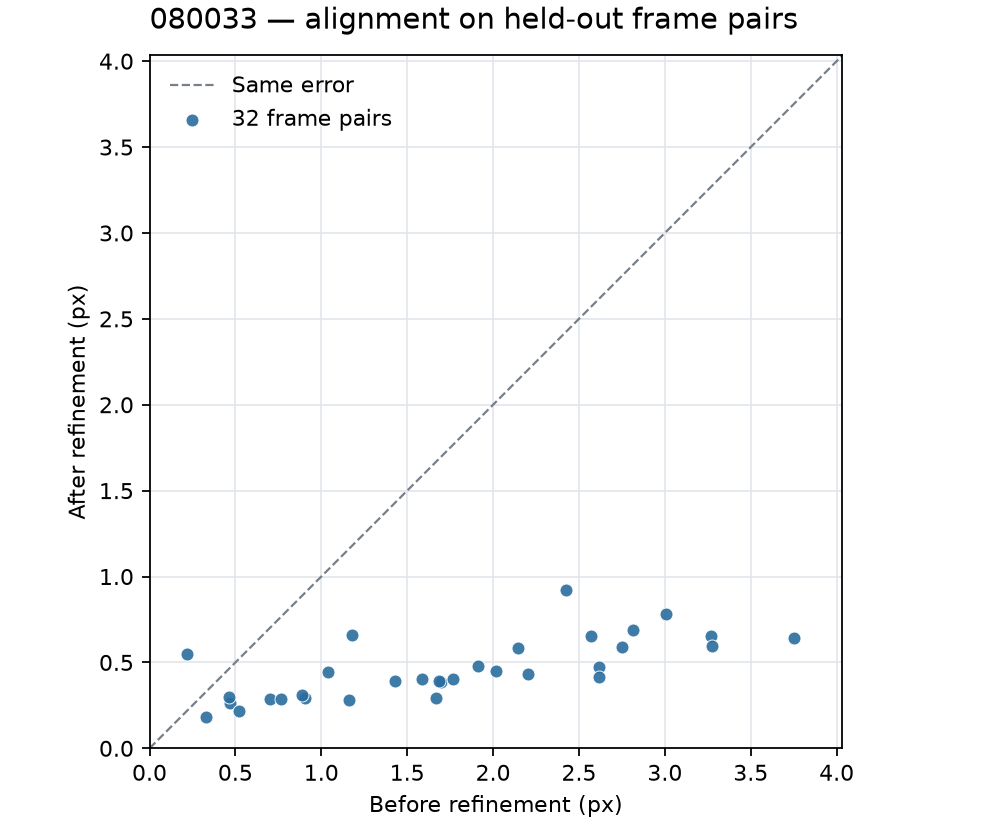 080033 — alignment on held-out frame pairs
Same error
32 frame pairs
After refinement (px)
4.0
3.5
3.0
2.5
2.0
1.5
1.0
0.5
0.0
0.0 0.5 1.0 1.5 2.0 2.5 3.0 3.5 4.0
Before refinement (px)